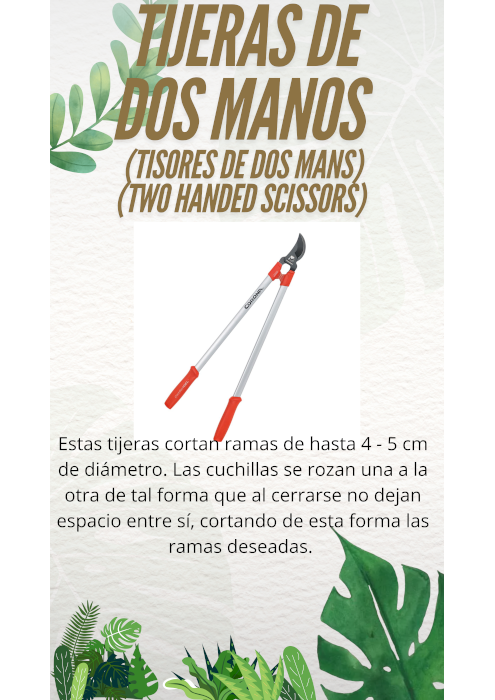 TIJERAS DE
DOS MANOS
(TISORES DE DOS MANS)
(TWO HANDED SCISSORS)
CORONA
Estas tijeras cortan ramas de hasta 4 - 5 cm
de diámetro. Las cuchillas se rozan una a la
otra de tal forma que al cerrarse no dejan
espacio entre sí, cortando de esta forma las
ramas deseadas.